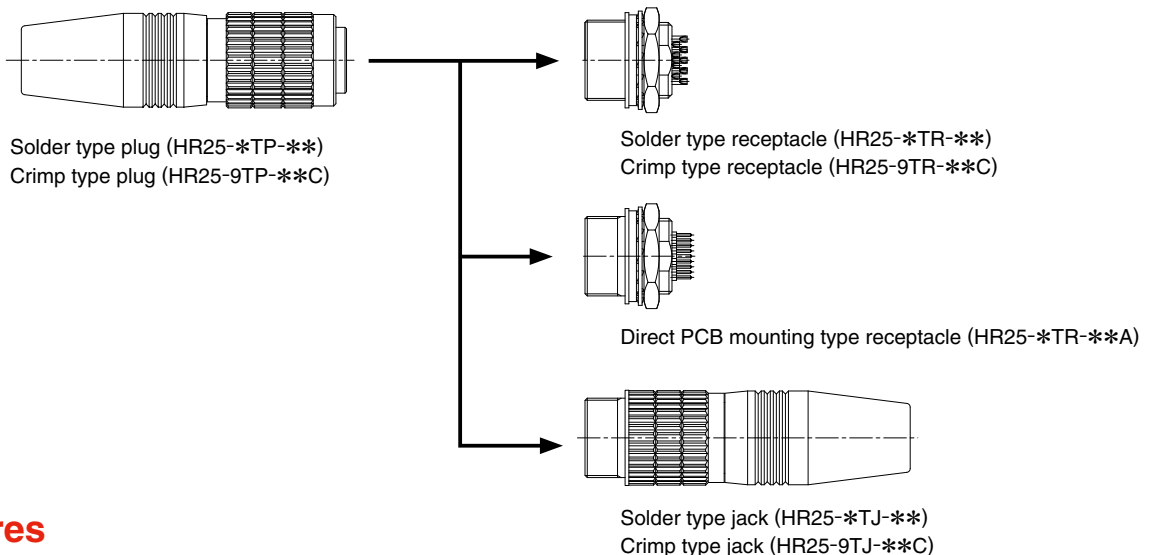 Solder type plug (HR25-*TP-**)
Crimp type plug (HR25-9TP-**C)
Solder type receptacle (HR25-*TR-**)
Crimp type receptacle (HR25-9TR-**C)
Direct PCB mounting type receptacle (HR25-*TR-**A)
Solder type jack (HR25-*TJ-**)
Crimp type jack (HR25-9TJ-**C)
res